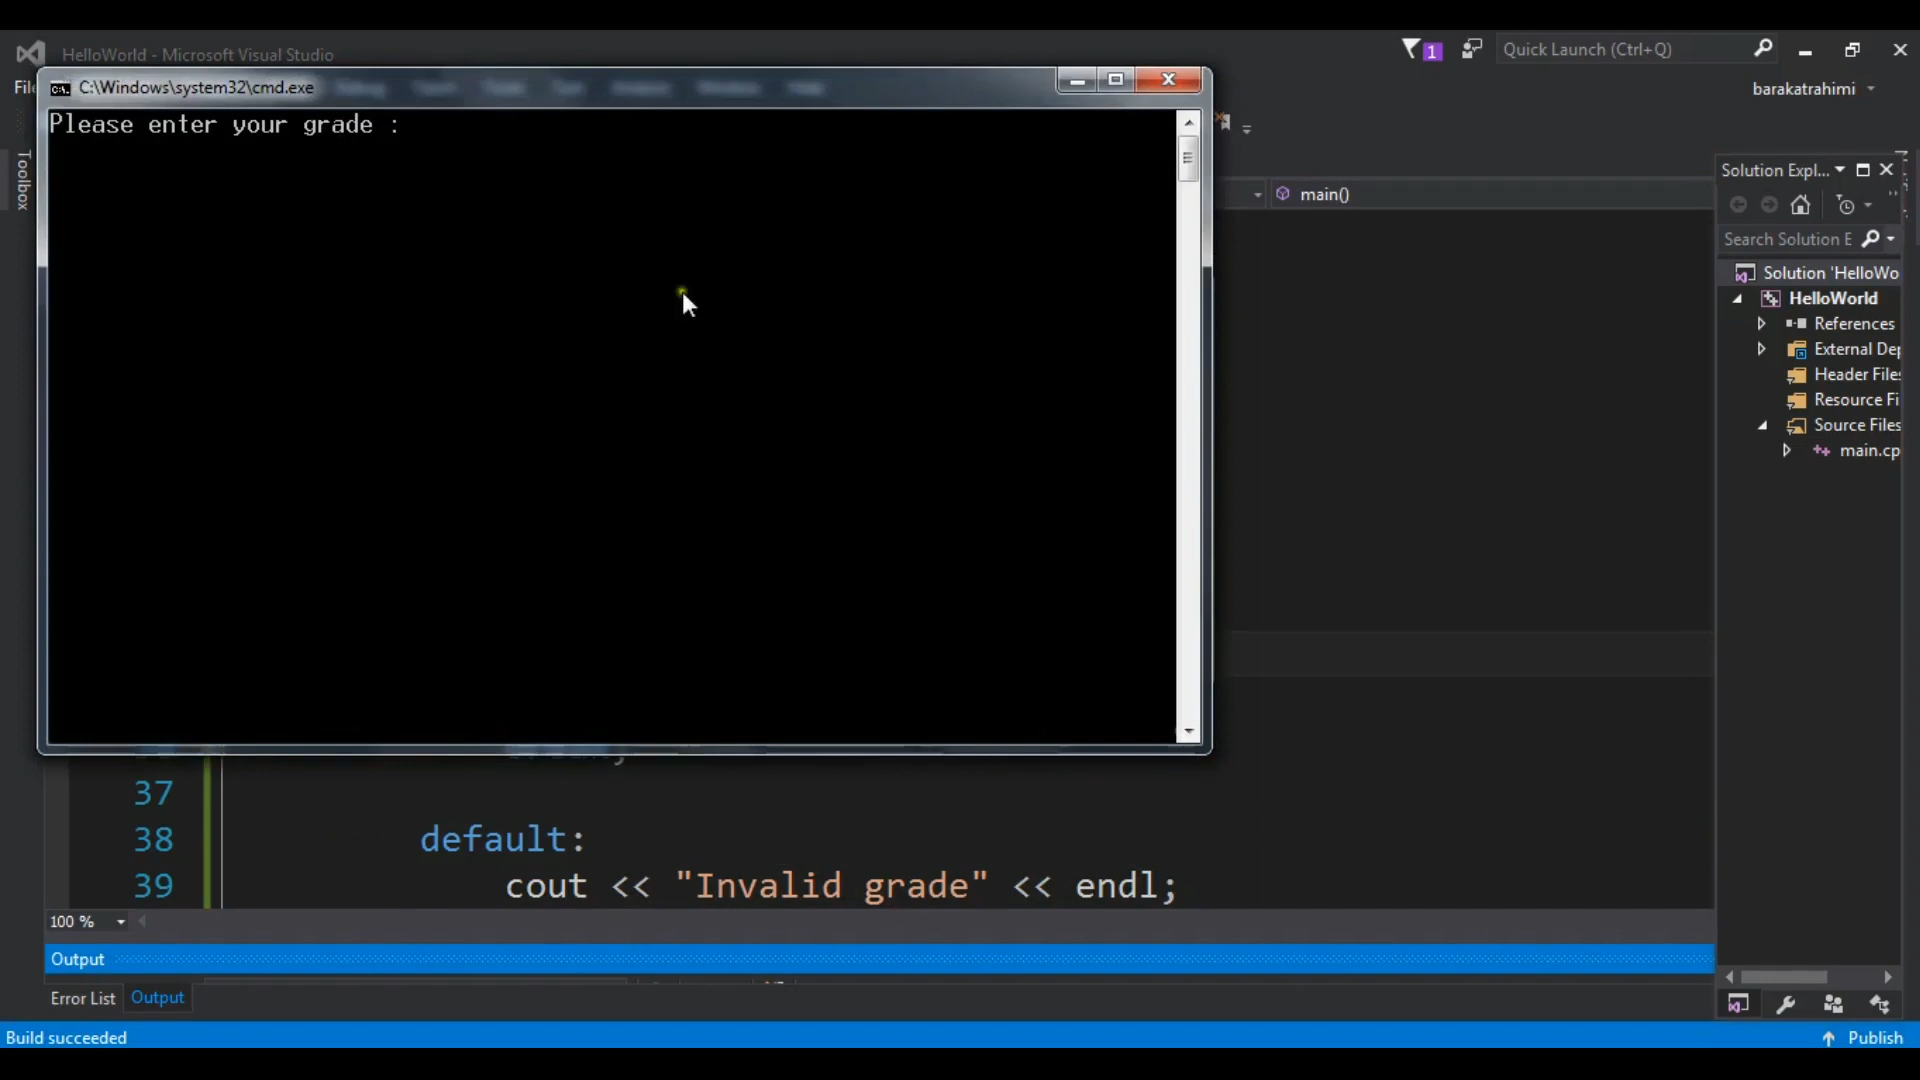 HelloWorld - Microsoft Visual Studio
1
Quick Launch (Ctrl+Q)
C:\Windows\system32\cmd.exe
barakatrahimi
Please enter your grade :
Toolbox
main()
Solution Expl...
Search Solution E
Solution 'HelloWo
HelloWorld
References
External Dep
Header Files
Resource Fi
Source Files
main.cp
37
38 default:
39 cout << "Invalid grade" << endl;
100 %
Output
Error List Output
Build succeeded
Publish